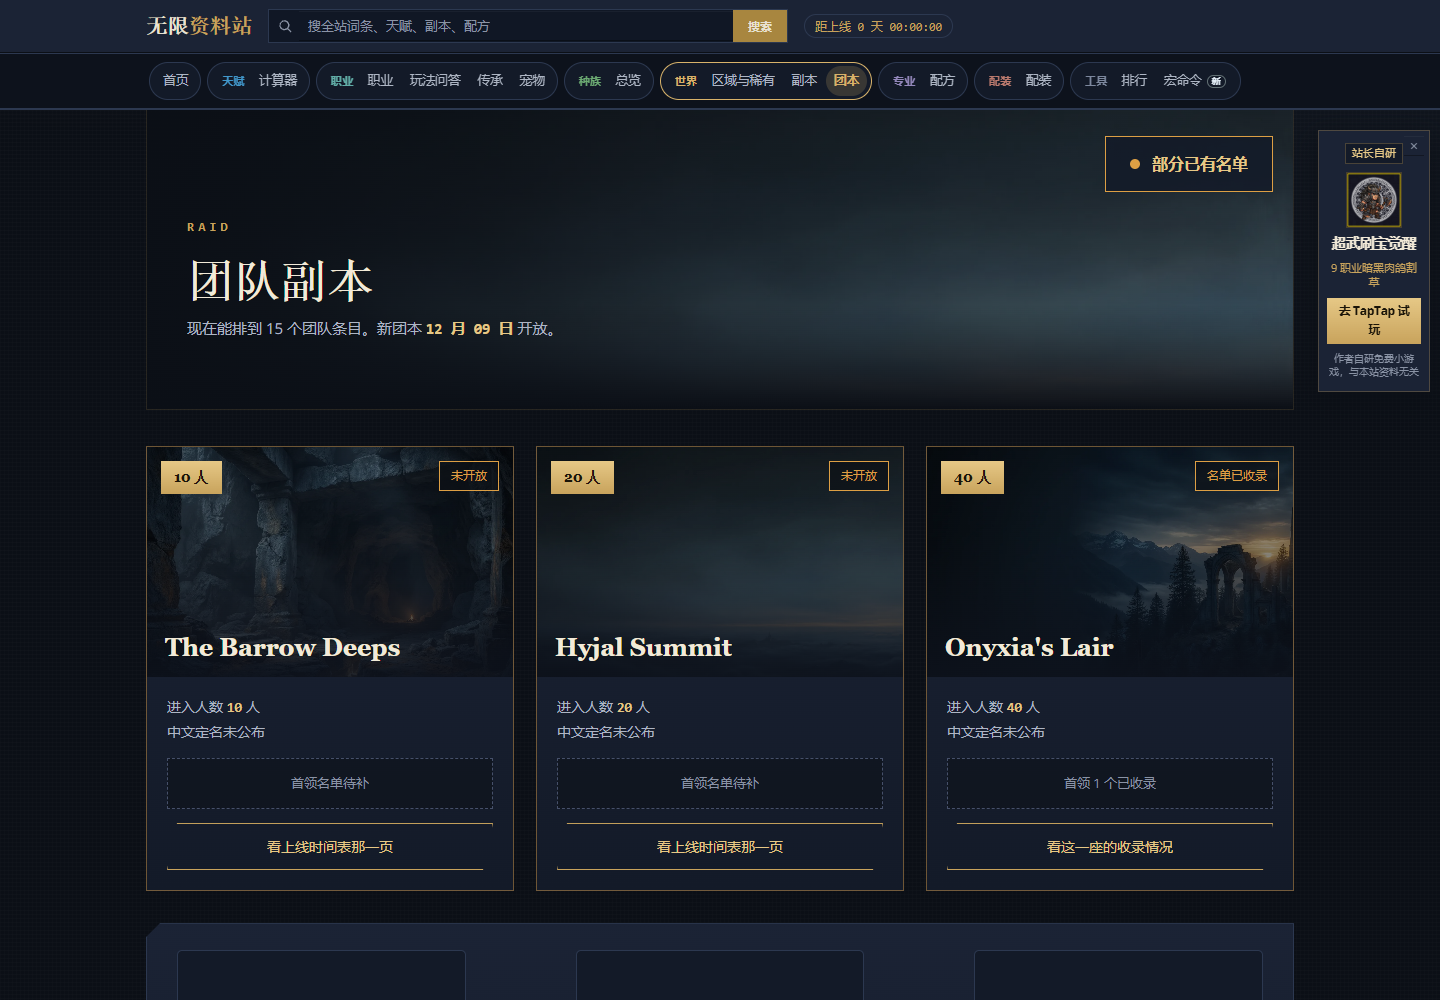 无限资料站
搜全站词条、天赋、副本、配方
搜索
距上线 0 天 00:00:00
首页
天赋 计算器
职业 职业 玩法问答 传承 宠物
种族 总览
世界 区域与稀有 副本 团本
专业 配方
配装 配装
工具 排行 宏命令 新
部分已有名单
RAID
团队副本
现在能排到 15 个团队条目。新团本 12 月 09 日 开放。
站长自研 ×
超武刷宝觉醒
9 职业暗黑肉鸽割
草
去 TapTap 试
玩
作者自研免费小游
戏，与本站资料无关
10 人
未开放
The Barrow Deeps
进入人数 10 人
中文定名未公布
首领名单待补
看上线时间表那一页
20 人
未开放
Hyjal Summit
进入人数 20 人
中文定名未公布
首领名单待补
看上线时间表那一页
40 人
名单已收录
Onyxia's Lair
进入人数 40 人
中文定名未公布
首领 1 个已收录
看这一座的收录情况